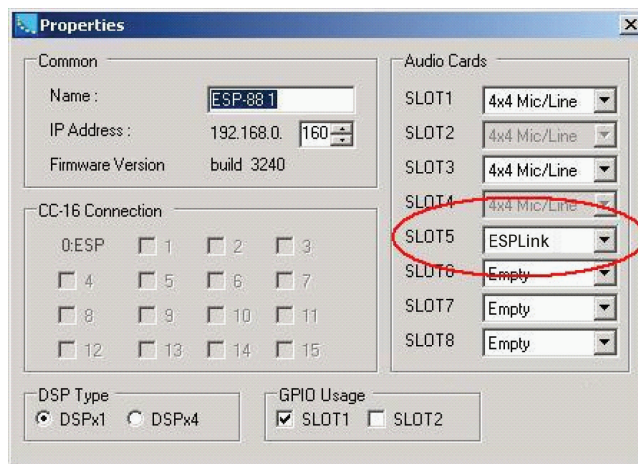 Properties
Common
Name :
ESP-88 1
IP Address :
192.168.0. 160
Firmware Version
build 3240
CC-16 Connection
0:ESP 1 2 3
4 5 6 7
8 9 10 11
12 13 14 15
Audio Cards
SLOT1 4x4 Mic/Line
SLOT2 4x4 Mic/Line
SLOT3 4x4 Mic/Line
SLOT4 4x4 Mic/Line
SLOT5 ESPLink
SLOT6 Empty
SLOT7 Empty
SLOT8 Empty
DSP Type
DSPx1 DSPx4
GPIO Usage
SLOT1 SLOT2